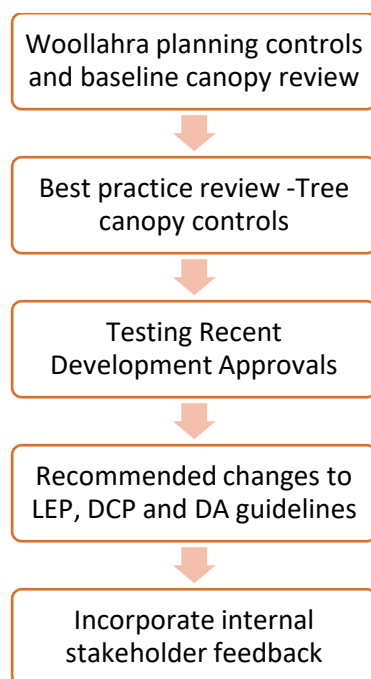 Woollahra planning controls
and baseline canopy review
Best practice review -Tree
canopy controls
Testing Recent
Development Approvals
Recommended changes to
LEP, DCP and DA guidelines
Incorporate internal
stakeholder feedback